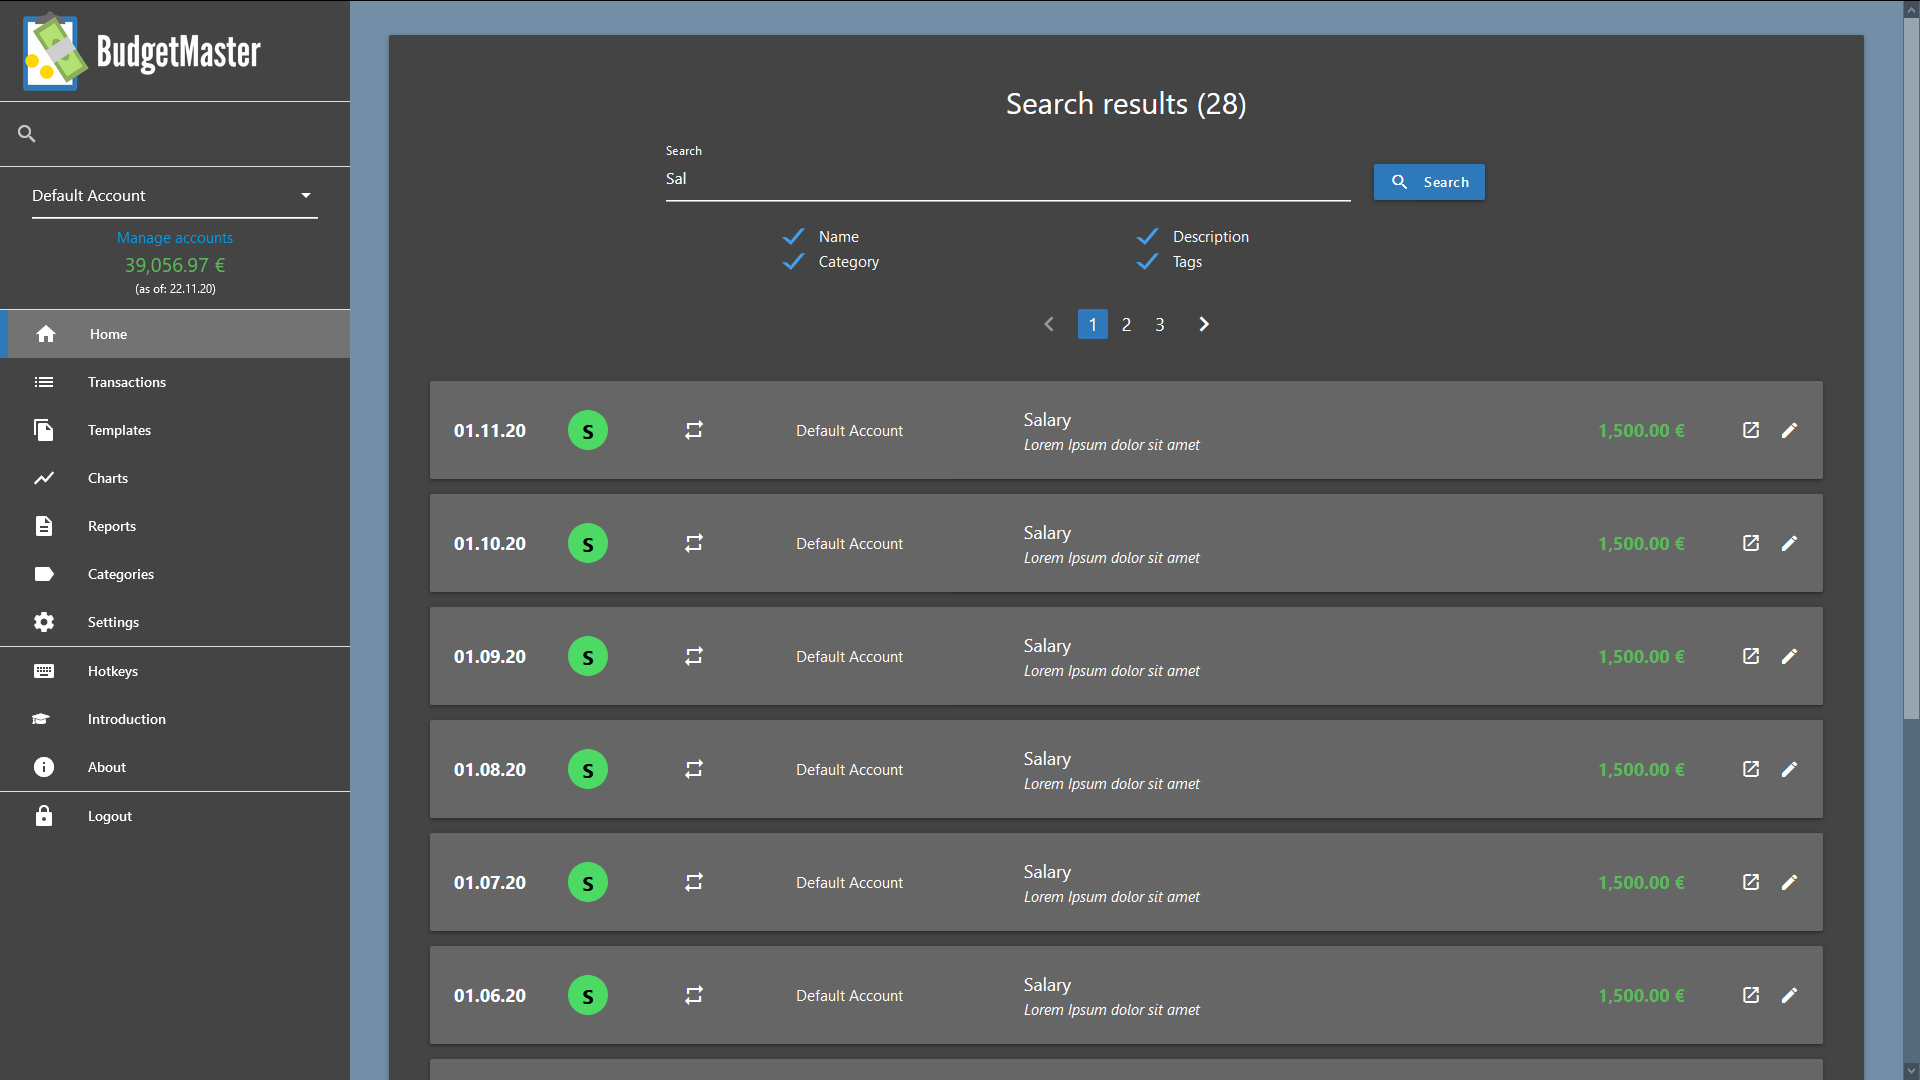 BudgetMaster
Default Account
Manage accounts
39,056.97 €
(as of: 22.11.20)
Home
Transactions
Templates
Charts
Reports
Categories
Settings
Hotkeys
Introduction
About
Logout
Search results (28)
Search
Sal
Search
Name
Description
Category
Tags
1 2 3
01.11.20 S Default Account Salary 1,500.00 €
Lorem Ipsum dolor sit amet
01.10.20 S Default Account Salary 1,500.00 €
Lorem Ipsum dolor sit amet
01.09.20 S Default Account Salary 1,500.00 €
Lorem Ipsum dolor sit amet
01.08.20 S Default Account Salary 1,500.00 €
Lorem Ipsum dolor sit amet
01.07.20 S Default Account Salary 1,500.00 €
Lorem Ipsum dolor sit amet
01.06.20 S Default Account Salary 1,500.00 €
Lorem Ipsum dolor sit amet